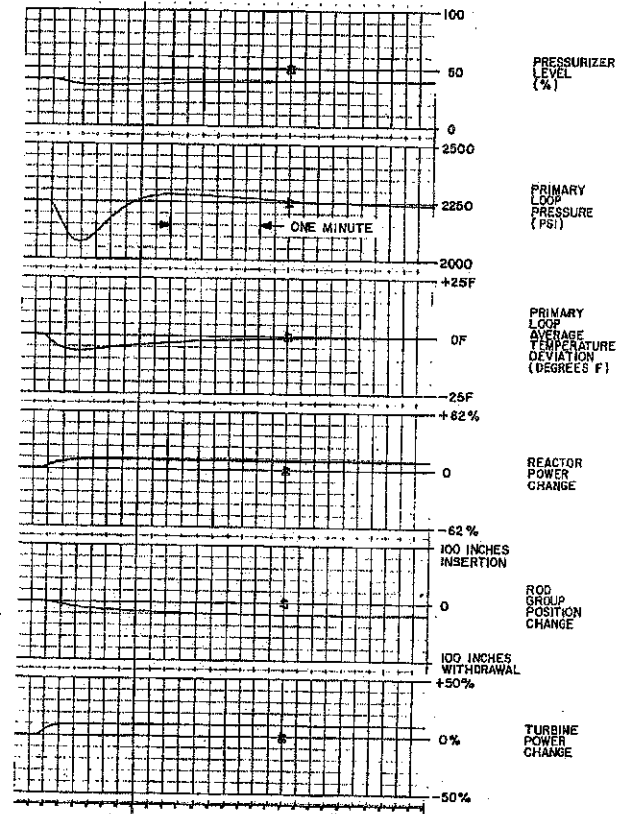 100
PRESSURIZER
LEVEL
(%)
50
0
2500
PRIMARY
LOOP
PRESSURE
(PSI)
2250
ONE MINUTE
2000
+25F
PRIMARY
LOOP
AVERAGE
TEMPERATURE
DEVIATION
(DEGREES F)
0F
-25F
+62%
REACTOR
POWER
CHANGE
0
-62%
100 INCHES
INSERTION
ROD
GROUP
POSITION
CHANGE
0
100 INCHES
WITHDRAWAL
+50%
TURBINE
POWER
CHANGE
0%
-50%